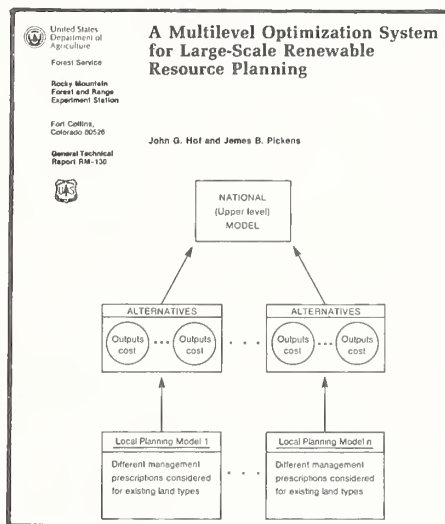 United States
Department of
Agriculture
Forest Service
Rocky Mountain
Forest and Range
Experiment Station
Fort Collins,
Colorado 80526
General Technical
Report RM-130
A Multilevel Optimization System
for Large-Scale Renewable
Resource Planning
John G. Hof and James B. Pickens
NATIONAL
(Upper level)
MODEL
ALTERNATIVES
Outputs
cost
...
Outputs
cost
. . .
ALTERNATIVES
Outputs
cost
...
Outputs
cost
Local Planning Model 1
Different management
prescriptions considered
for existing land types
. . .
Local Planning Model n
Different management
prescriptions considered
for existing land types